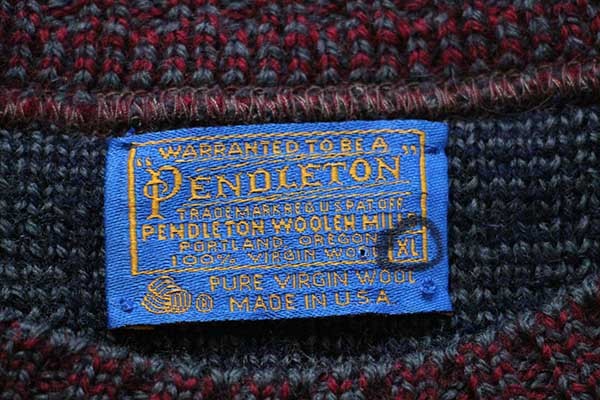 WARRANTED TO BE A
"PENDLETON"
TRADEMARK REG. U.S. PAT. OFF.
PENDLETON WOOLEN MILLS
PORTLAND, OREGON
100% VIRGIN WOOL XL
PURE VIRGIN WOOL
® MADE IN U.S.A.